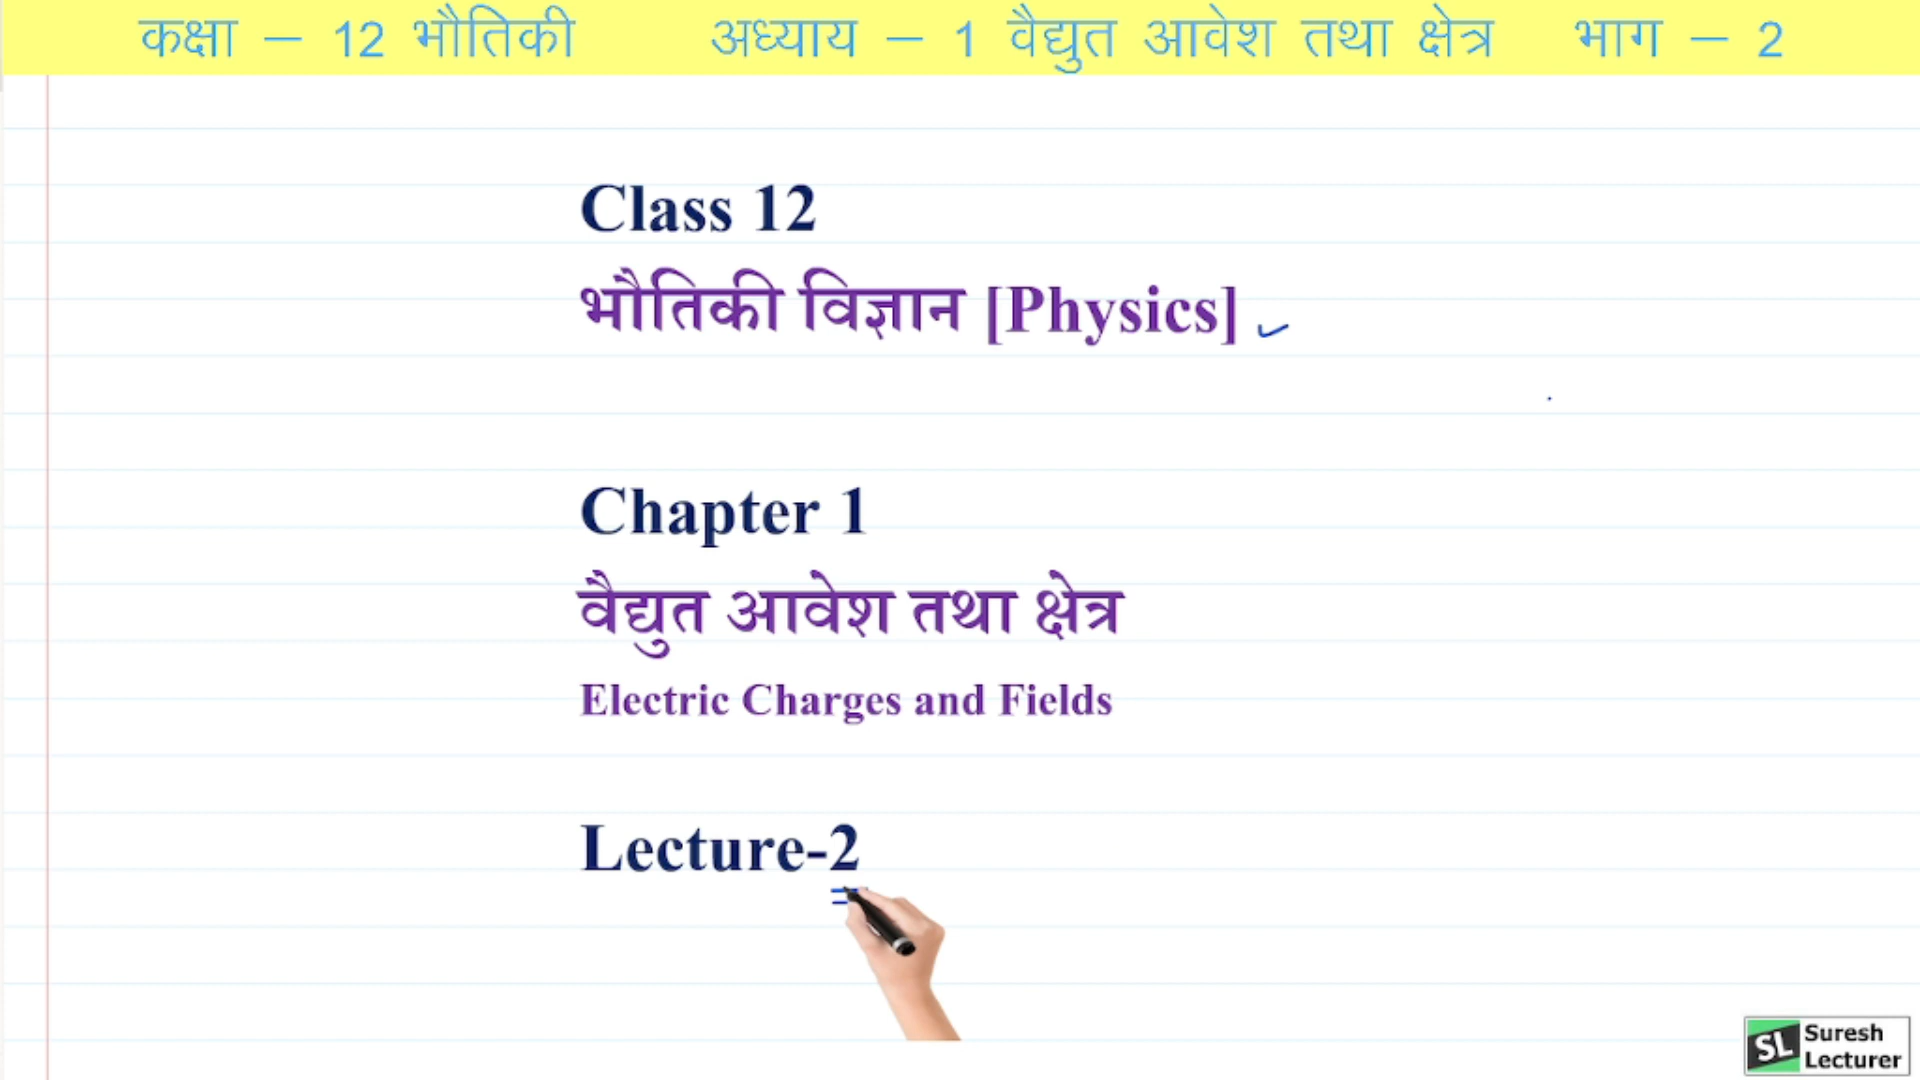 कक्षा – 12 भौतिकी अध्याय – 1 वैद्युत आवेश तथा क्षेत्र भाग – 2
Class 12
भौतिकी विज्ञान [Physics]
Chapter 1
वैद्युत आवेश तथा क्षेत्र
Electric Charges and Fields
Lecture-2
SL Suresh
Lecturer